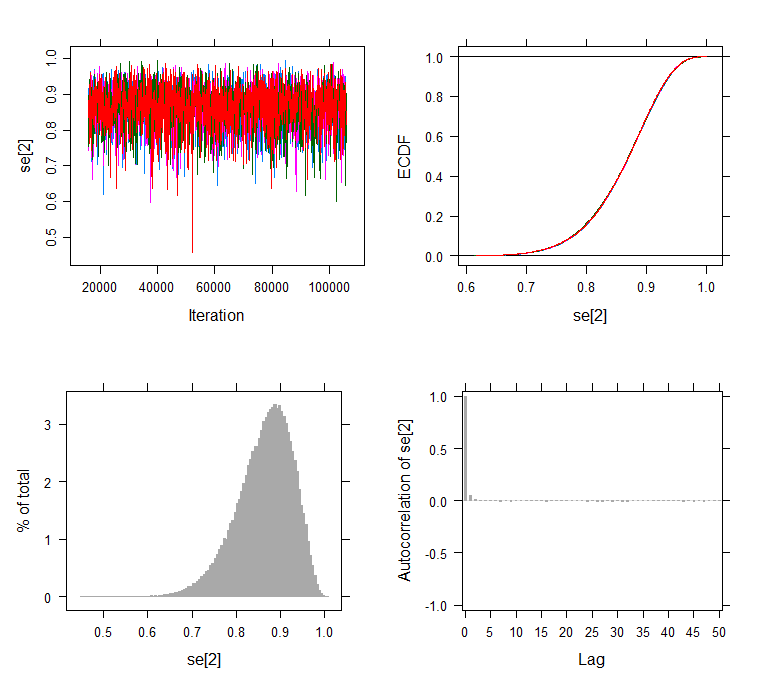 1.0
0.9
0.8
0.7
0.6
0.5
se[2]
20000 40000 60000 80000 100000
Iteration
1.0
0.8
0.6
0.4
0.2
0.0
ECDF
0.6 0.7 0.8 0.9 1.0
se[2]
3
2
1
0
% of total
0.5 0.6 0.7 0.8 0.9 1.0
se[2]
1.0
0.5
0.0
-0.5
-1.0
Autocorrelation of se[2]
0 5 10 15 20 25 30 35 40 45 50
Lag